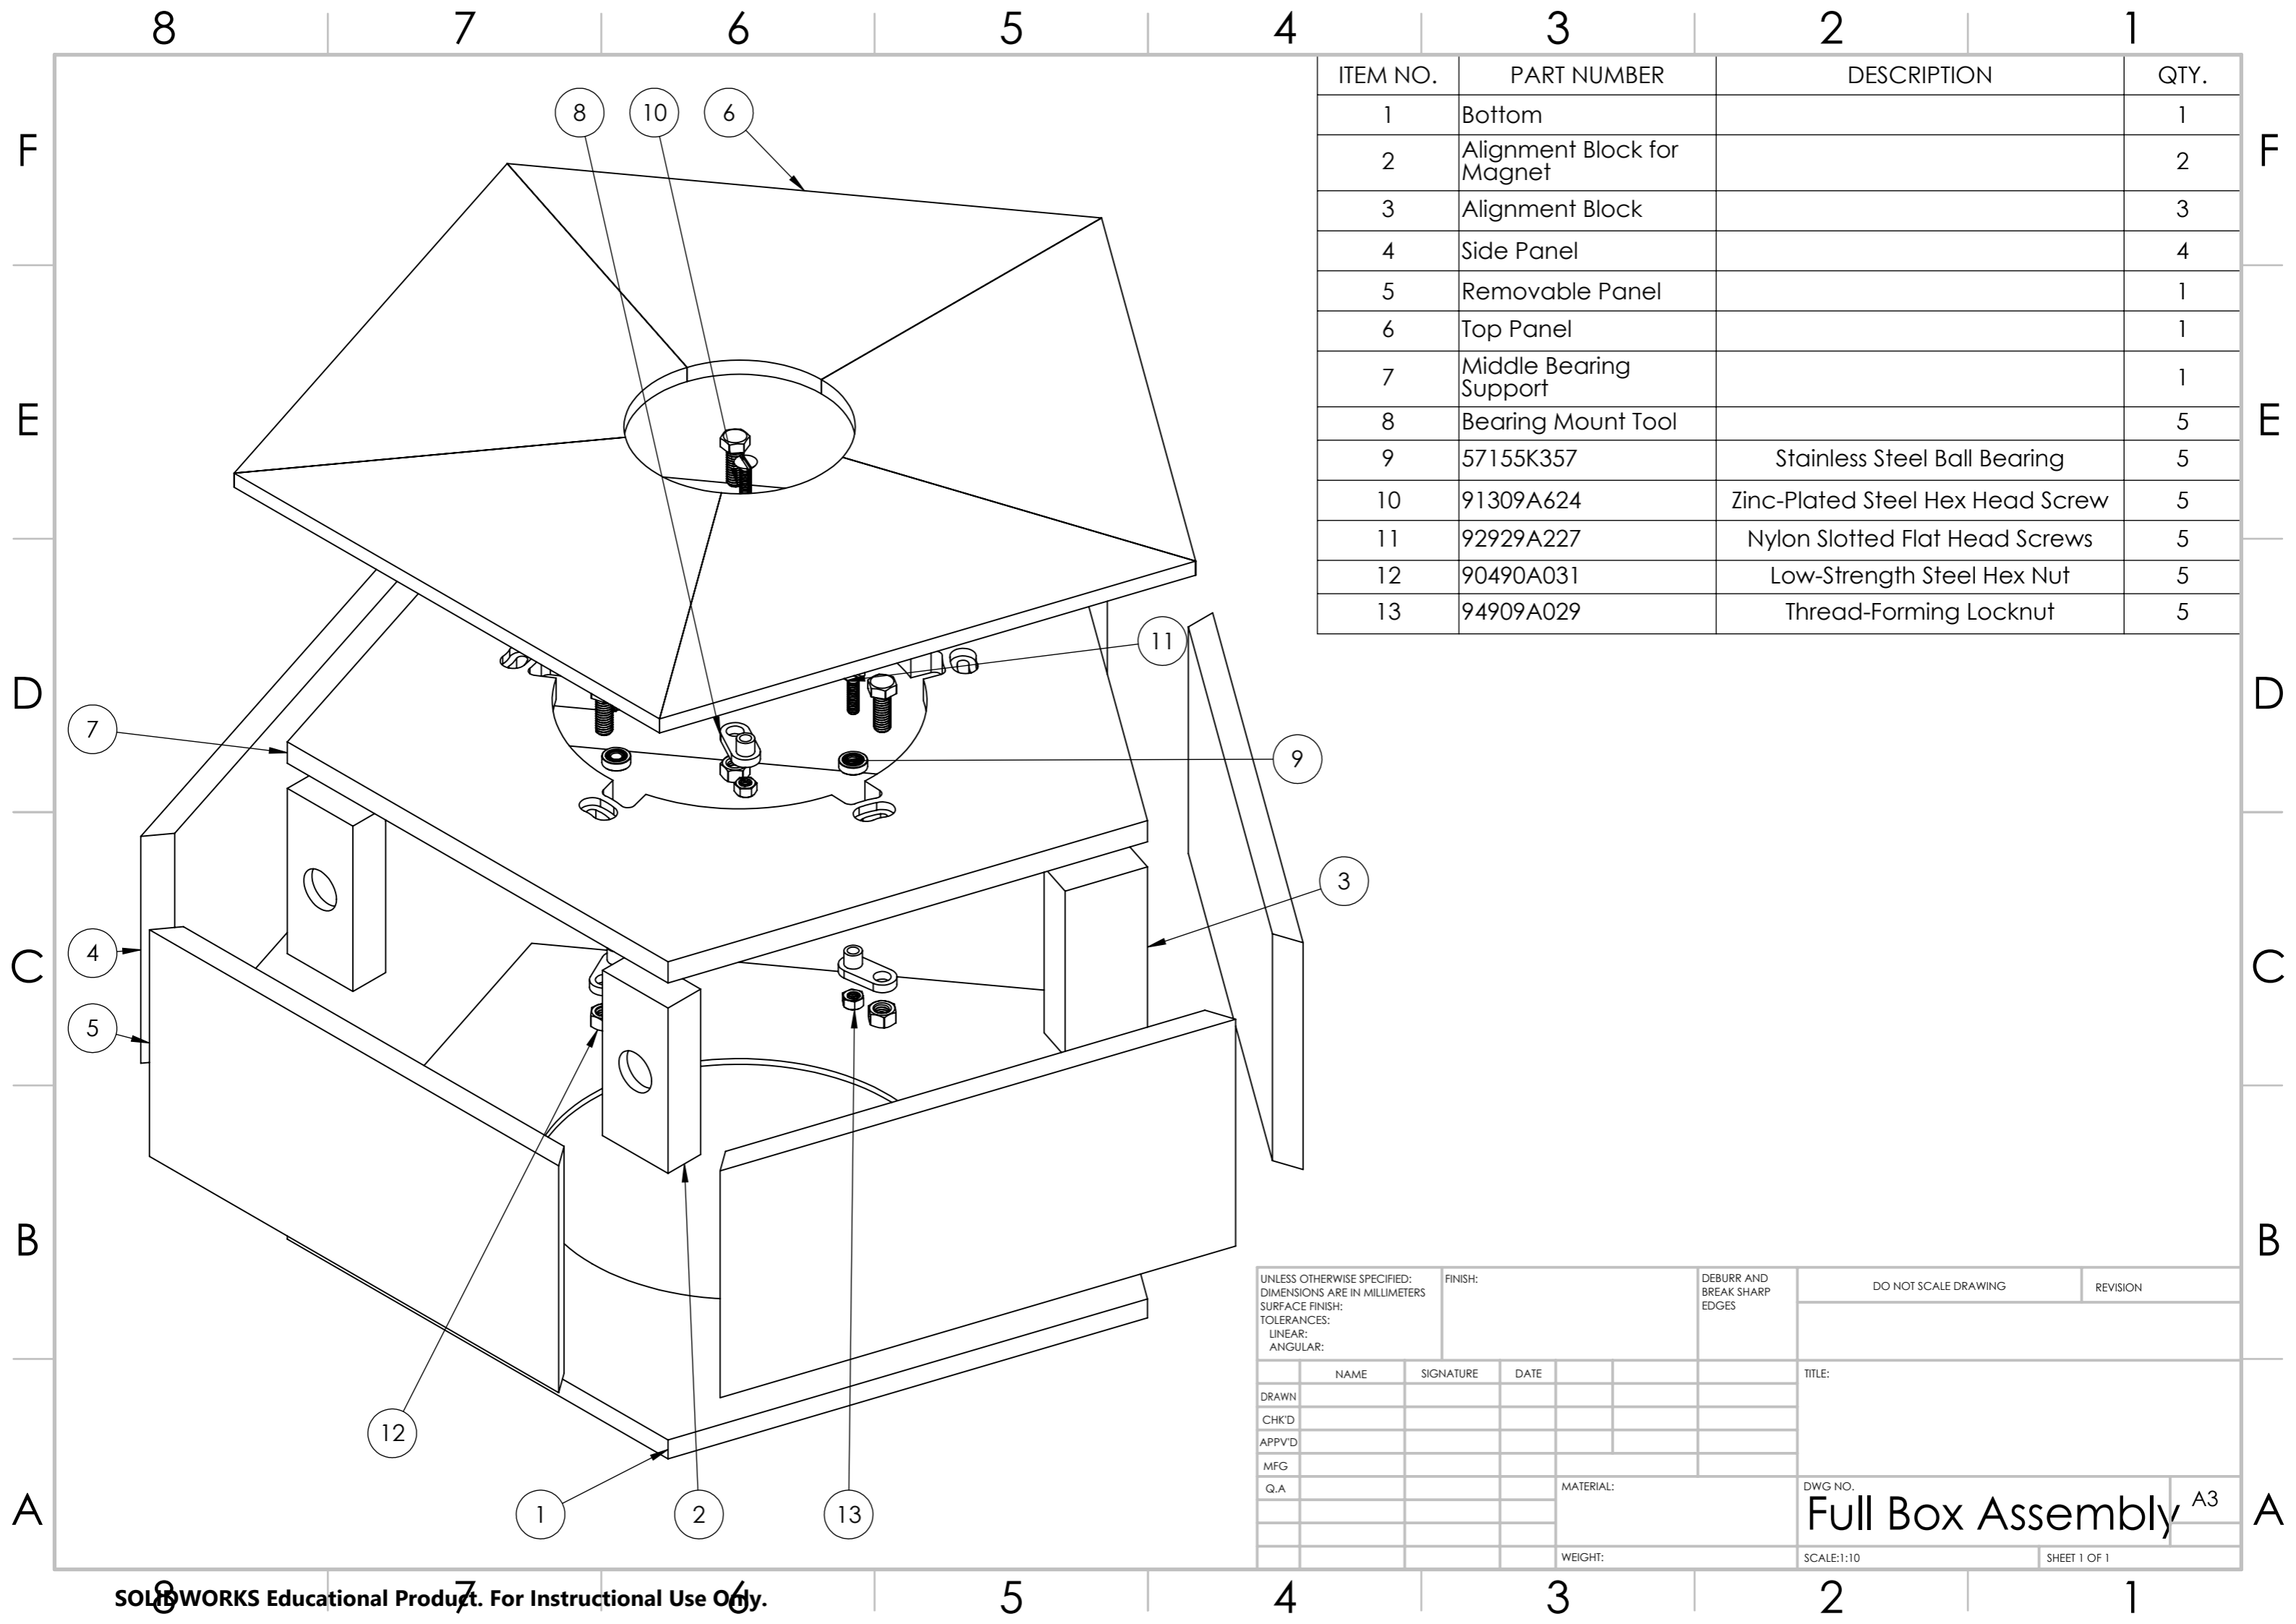 8 7 6 5 4 3 2 1
F F
E E
D D
C C
B B
A A
8 10 6
11
7
9
3
4
5
12
1 2 13
ITEM NO. PART NUMBER DESCRIPTION QTY.
1 Bottom 1
2 Alignment Block for Magnet 2
3 Alignment Block 3
4 Side Panel 4
5 Removable Panel 1
6 Top Panel 1
7 Middle Bearing Support 1
8 Bearing Mount Tool 5
9 57155K357 Stainless Steel Ball Bearing 5
10 91309A624 Zinc-Plated Steel Hex Head Screw 5
11 92929A227 Nylon Slotted Flat Head Screws 5
12 90490A031 Low-Strength Steel Hex Nut 5
13 94909A029 Thread-Forming Locknut 5
UNLESS OTHERWISE SPECIFIED:
DIMENSIONS ARE IN MILLIMETERS
SURFACE FINISH:
TOLERANCES:
LINEAR:
ANGULAR:
FINISH:
DEBURR AND
BREAK SHARP
EDGES
DO NOT SCALE DRAWING
REVISION
NAME SIGNATURE DATE
TITLE:
DRAWN
CHK'D
APPV'D
MFG
Q.A
MATERIAL:
DWG NO.
Full Box Assembly
A3
WEIGHT:
SCALE:1:10
SHEET 1 OF 1
8 7 6 5 4 3 2 1
SOLIDWORKS Educational Product. For Instructional Use Only.